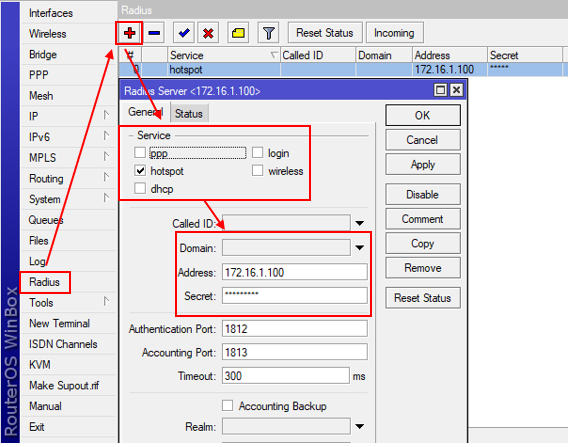 Interfaces
Wireless
Bridge
PPP
Mesh
IP
IPv6
MPLS
Routing
System
Queues
Files
Log
Radius
Tools
New Terminal
ISDN Channels
KVM
Make Supout.rif
Manual
Exit
RouterOS WinBox
Radius
Reset Status
Incoming
# Service Called ID Domain Address Secret
0 hotspot 172.16.1.100 *****
Radius Server <172.16.1.100>
General Status
Service
ppp login
hotspot wireless
dhcp
Called ID:
Domain:
Address: 172.16.1.100
Secret: *********
Authentication Port: 1812
Accounting Port: 1813
Timeout: 300 ms
Accounting Backup
Realm:
OK
Cancel
Apply
Disable
Comment
Copy
Remove
Reset Status